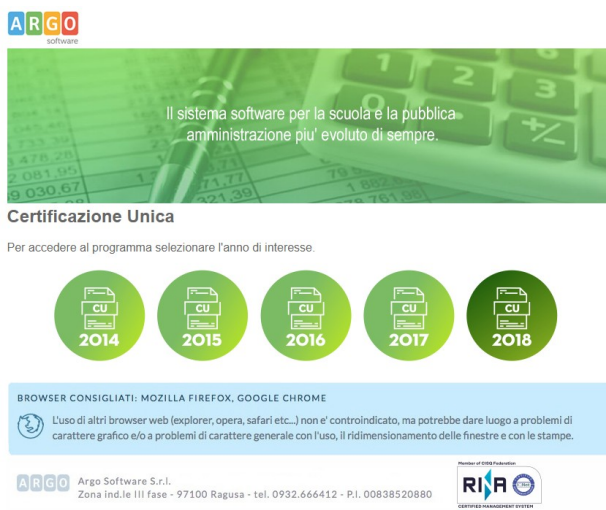 ARGO
software
Il sistema software per la scuola e la pubblica
amministrazione piu' evoluto di sempre.
Certificazione Unica
Per accedere al programma selezionare l'anno di interesse.
CU CU CU CU CU
2014 2015 2016 2017 2018
BROWSER CONSIGLIATI: MOZILLA FIREFOX, GOOGLE CHROME
L'uso di altri browser web (explorer, opera, safari etc...) non e' controindicato, ma potrebbe dare luogo a problemi di
carattere grafico e/o a problemi di carattere generale con l'uso, il ridimensionamento delle finestre e con le stampe.
ARGO
Argo Software S.r.l.
Zona ind.le III fase - 97100 Ragusa - tel. 0932.666412 - P.I. 00838520880
Member of CISQ Federation
RINA
CERTIFIED MANAGEMENT SYSTEM